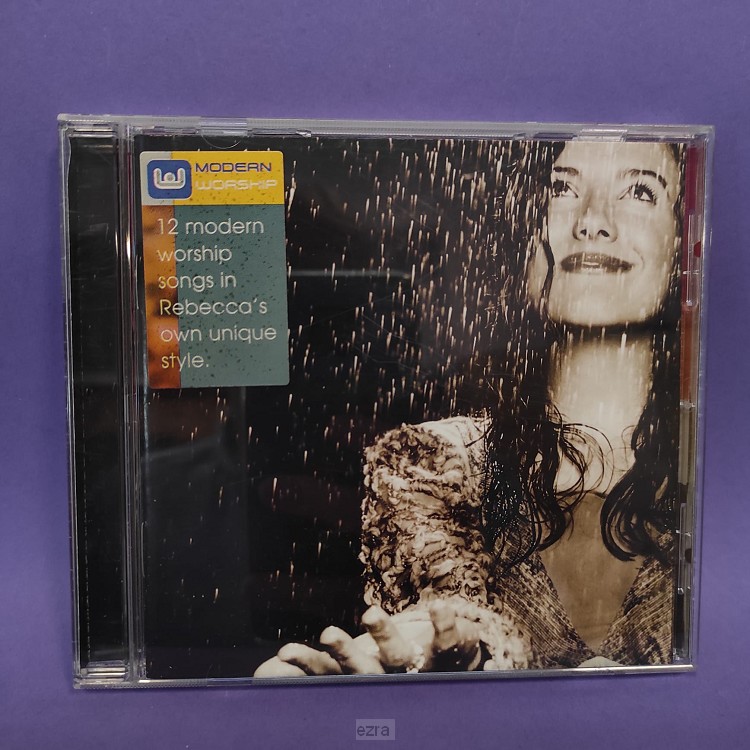 MODERN
WORSHIP
12 modern
worship
songs in
Rebecca's
own unique
style.
ezra